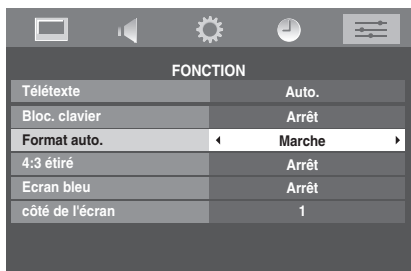 FONCTION
Télétexte Auto.
Bloc. clavier Arrêt
Format auto. Marche
4:3 étiré Arrêt
Ecran bleu Arrêt
côté de l'écran 1